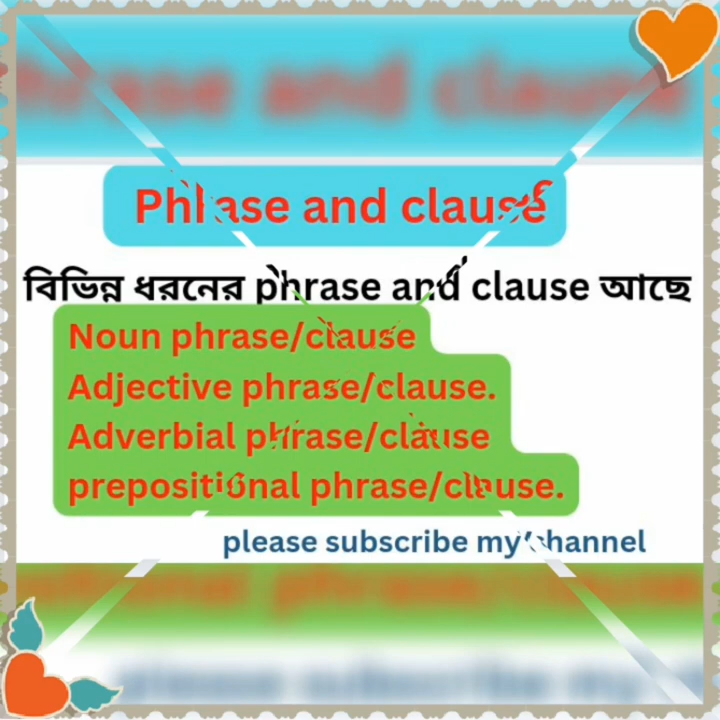 Phrase and clause
বিভিন্ন ধরনের phrase and clause আছে
Noun phrase/clause
Adjective phrase/clause.
Adverbial phrase/clause
prepositional phrase/clause.
please subscribe my channel